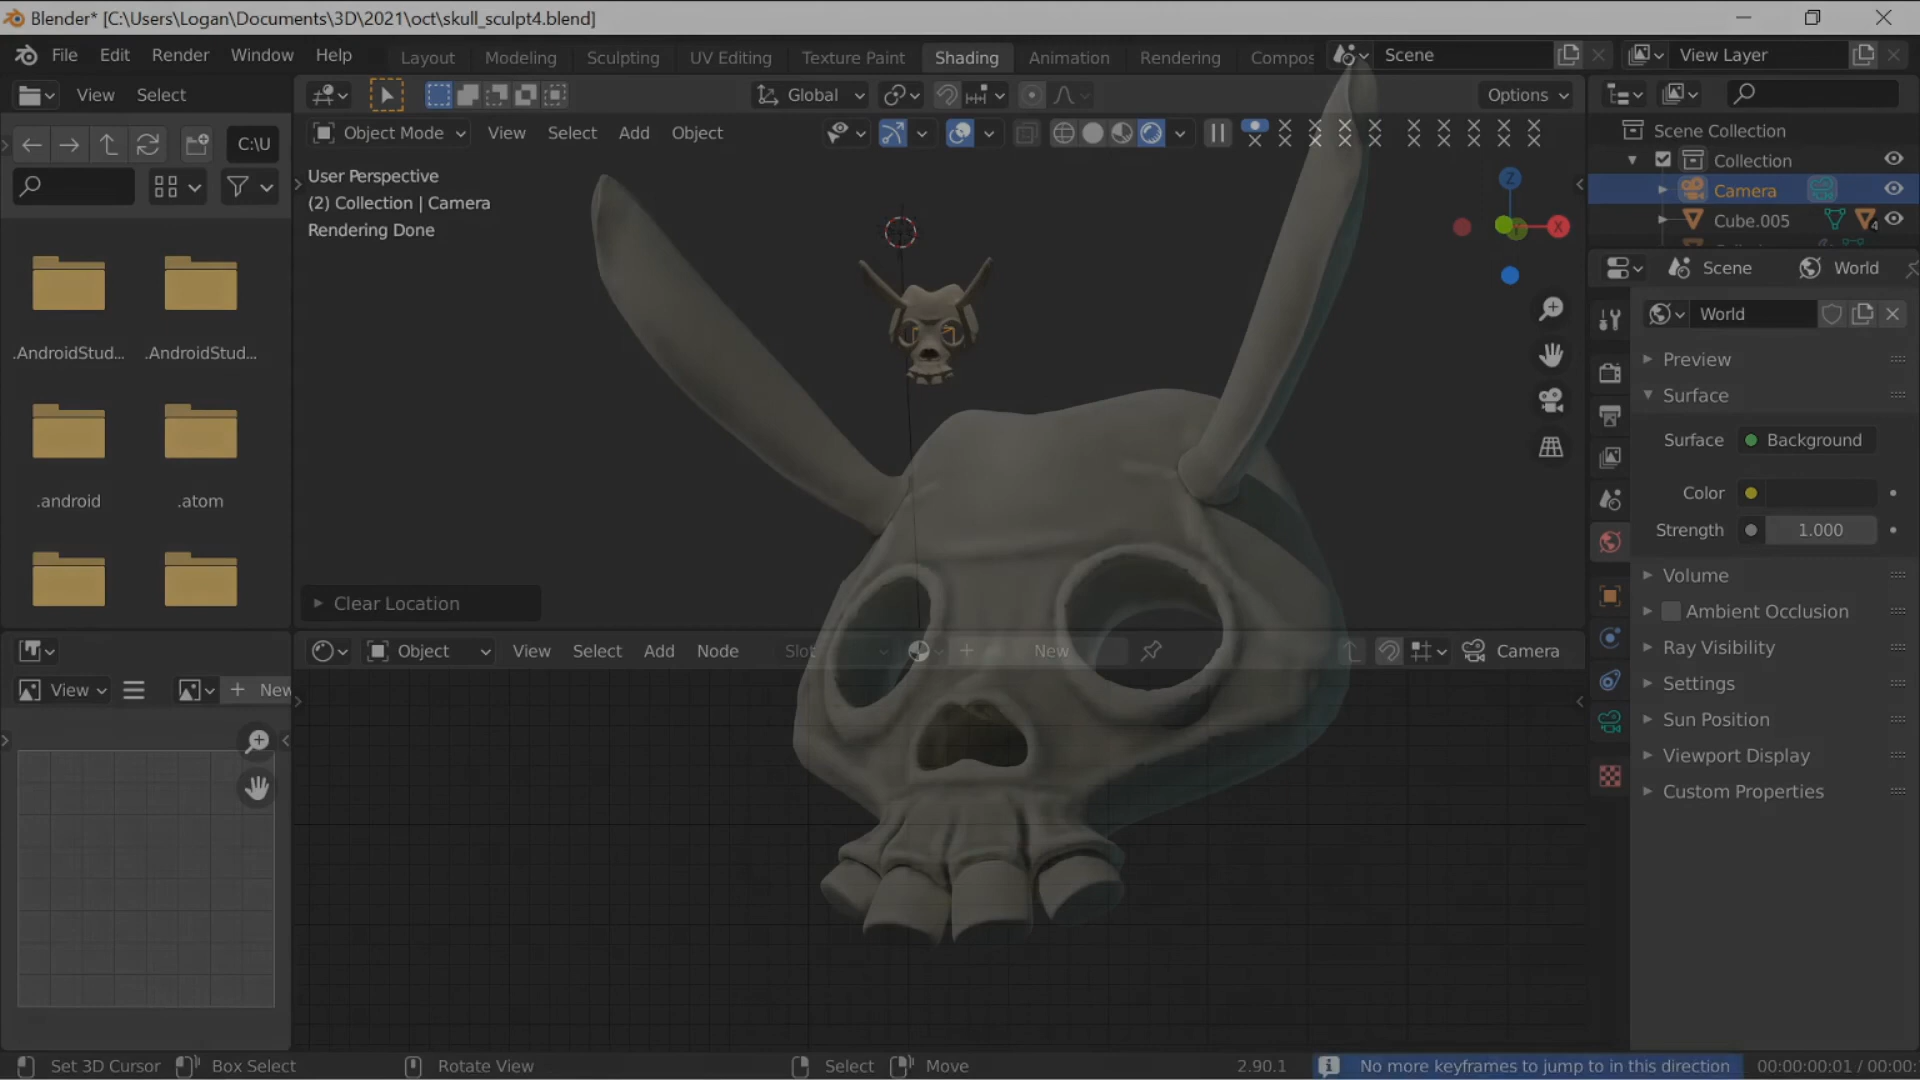 Blender* [C:\Users\Logan\Documents\3D\2021\oct\skull_sculpt4.blend]
File Edit Render Window Help Layout Modeling Sculpting UV Editing Texture Paint Shading Animation Rendering Compos Scene View Layer
View Select Global Options
C:\U Object Mode View Select Add Object Scene Collection
Collection
User Perspective
(2) Collection | Camera
Rendering Done
Camera
Cube.005
Z
X
Scene World
World
.AndroidStud... .AndroidStud...
Preview
Surface
Surface Background
Color
Strength 1.000
.android .atom
Volume
Ambient Occlusion
Clear Location
Object View Select Add Node Slot New Camera
Ray Visibility
View New
Settings
Sun Position
Viewport Display
Custom Properties
Set 3D Cursor Box Select Rotate View Select Move 2.90.1 No more keyframes to jump to in this direction 00:00:00:01 / 00:00: